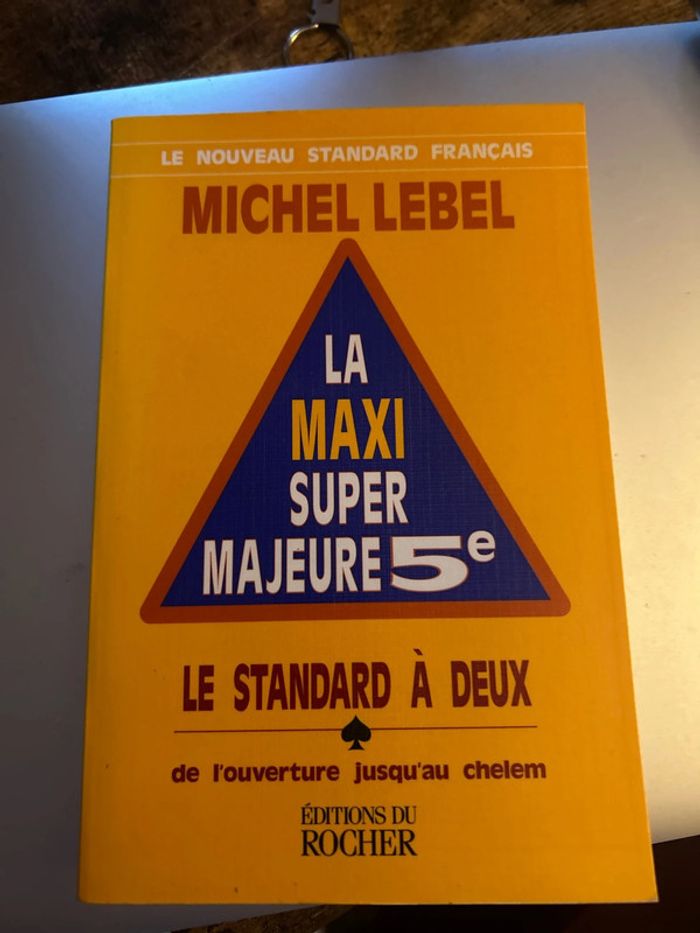 LE NOUVEAU STANDARD FRANÇAIS
MICHEL LEBEL
LA
MAXI
SUPER
MAJEURE 5e
LE STANDARD À DEUX
de l'ouverture jusqu'au chelem
ÉDITIONS DU
ROCHER